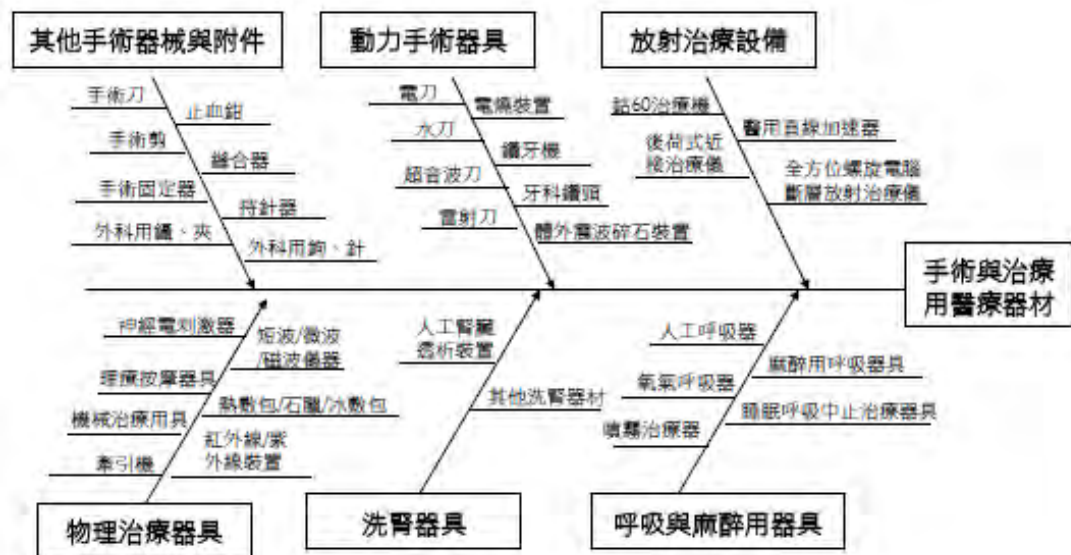 其他手術器械與附件
動力手術器具
放射治療設備
手術刀
止血鉗
手術剪
縫合器
手術固定器
持針器
外科用鑷、夾
外科用鉤、針
電刀
電燒裝置
水刀
鑽牙機
超音波刀
牙科鑽頭
雷射刀
體外震波碎石裝置
鈷60治療機
醫用直線加速器
後荷式近
接治療儀
全方位螺旋電腦
斷層放射治療儀
手術與治療
用醫療器材
神經電刺激器
短波/微波
/磁波儀器
理療按摩器具
熱敷包/石臘/冰敷包
機械治療用具
紅外線/紫
外線裝置
牽引機
人工腎臟
透析裝置
其他洗腎器材
人工呼吸器
麻醉用呼吸器具
氧氣呼吸器
睡眠呼吸中止治療器具
噴霧治療器
物理治療器具
洗腎器具
呼吸與麻醉用器具